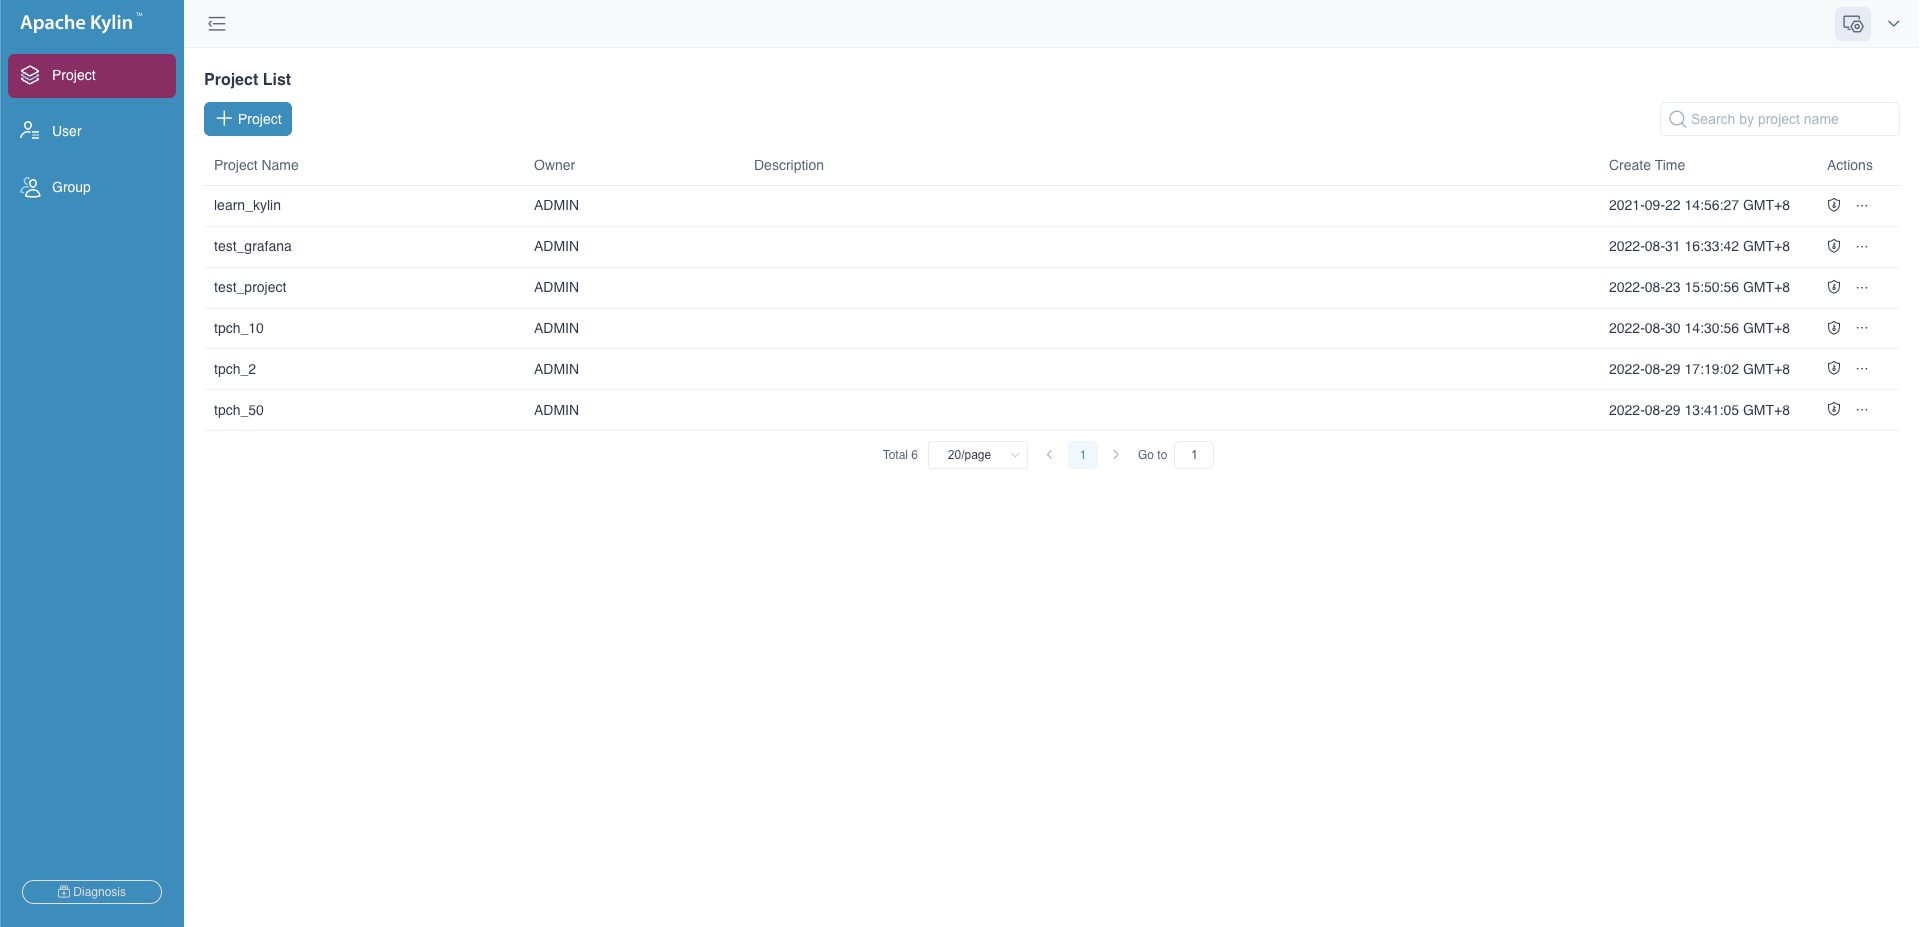 Apache Kylin™
Project
User
Group
Diagnosis
Project List
Project
Search by project name
Project Name Owner Description Create Time Actions
learn_kylin ADMIN 2021-09-22 14:56:27 GMT+8
test_grafana ADMIN 2022-08-31 16:33:42 GMT+8
test_project ADMIN 2022-08-23 15:50:56 GMT+8
tpch_10 ADMIN 2022-08-30 14:30:56 GMT+8
tpch_2 ADMIN 2022-08-29 17:19:02 GMT+8
tpch_50 ADMIN 2022-08-29 13:41:05 GMT+8
Total 6 20/page 1 Go to 1